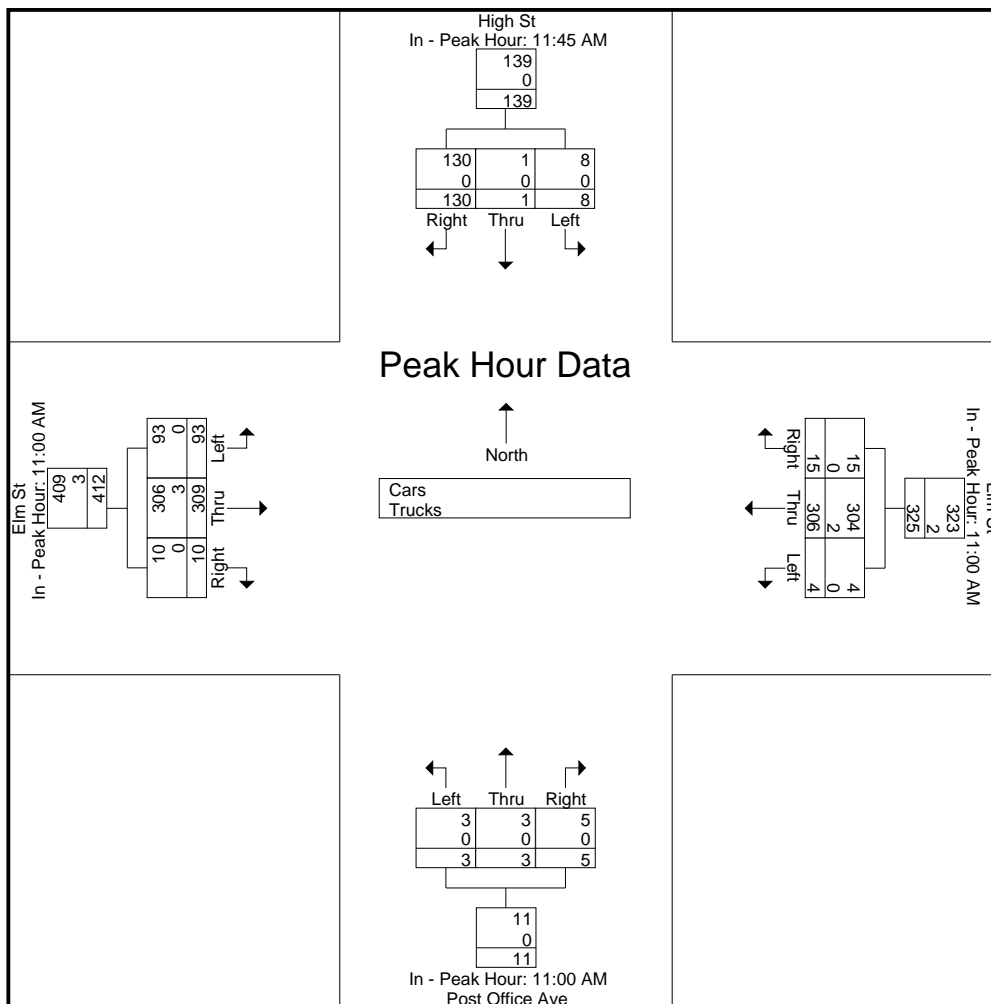 High St
In - Peak Hour: 11:45 AM
139
0
139
130 1 8
0 0 0
130 1 8
Right Thru Left
Peak Hour Data
North
Cars
Trucks
Elm St
In - Peak Hour: 11:00 AM
409
3
412
93 0 93
Left
306 3 309
Thru
10 0 10
Right
Right
15 0 15
Thru
306 2 304
Left
4 0 4
325
2
323
In - Peak Hour: 11:00 AM
Elm St
Left Thru Right
3 3 5
0 0 0
3 3 5
11
0
11
In - Peak Hour: 11:00 AM
Post Office Ave